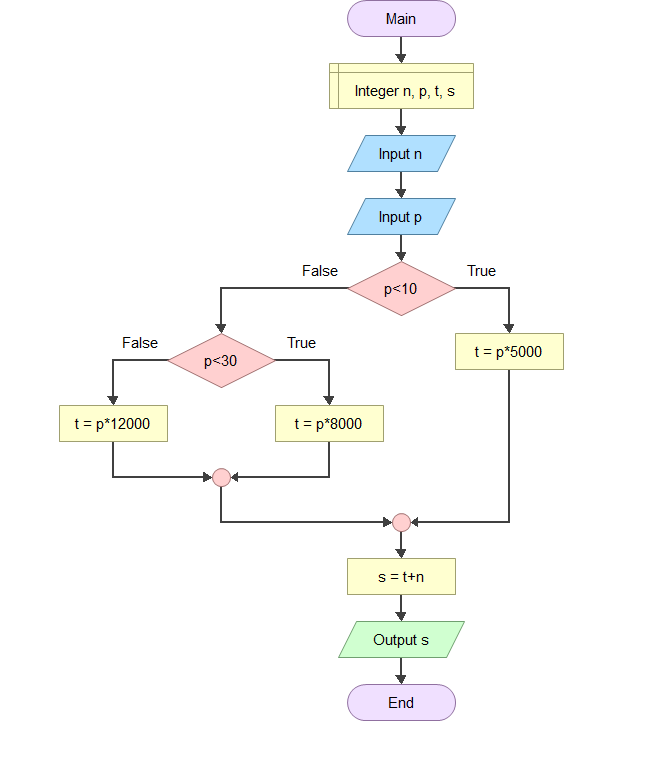 Main
Integer n, p, t, s
Input n
Input p
False
True
p<10
False
True
p<30
t = p*5000
t = p*12000
t = p*8000
s = t+n
Output s
End